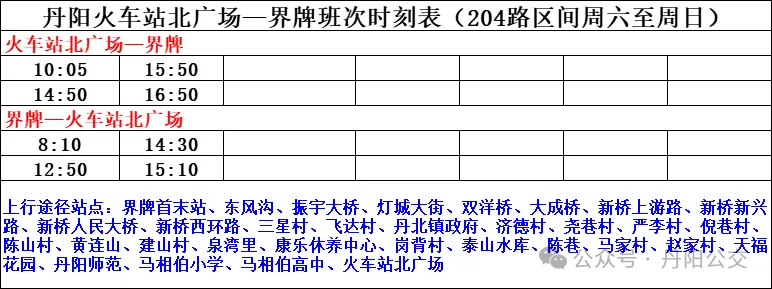 丹阳火车站北广场—界牌班次时刻表（204路区间周六至周日）
火车站北广场—界牌
10:05 15:50
14:50 16:50
界牌—火车站北广场
8:10 14:30
12:50 15:10
上行途径站点：界牌首末站、东风沟、振宇大桥、灯城大街、双洋桥、大成桥、新桥上游路、新桥新兴
路、新桥人民大桥、新桥西环路、三星村、飞达村、丹北镇政府、济德村、尧巷村、严李村、倪巷村、
陈山村、黄连山、建山村、泉湾里、康乐休养中心、岗背村、泰山水库、陈巷、马家村、赵家村、天福
花园、丹阳师范、马相伯小学、马相伯高中、火车站北广场
公众号·丹阳公交